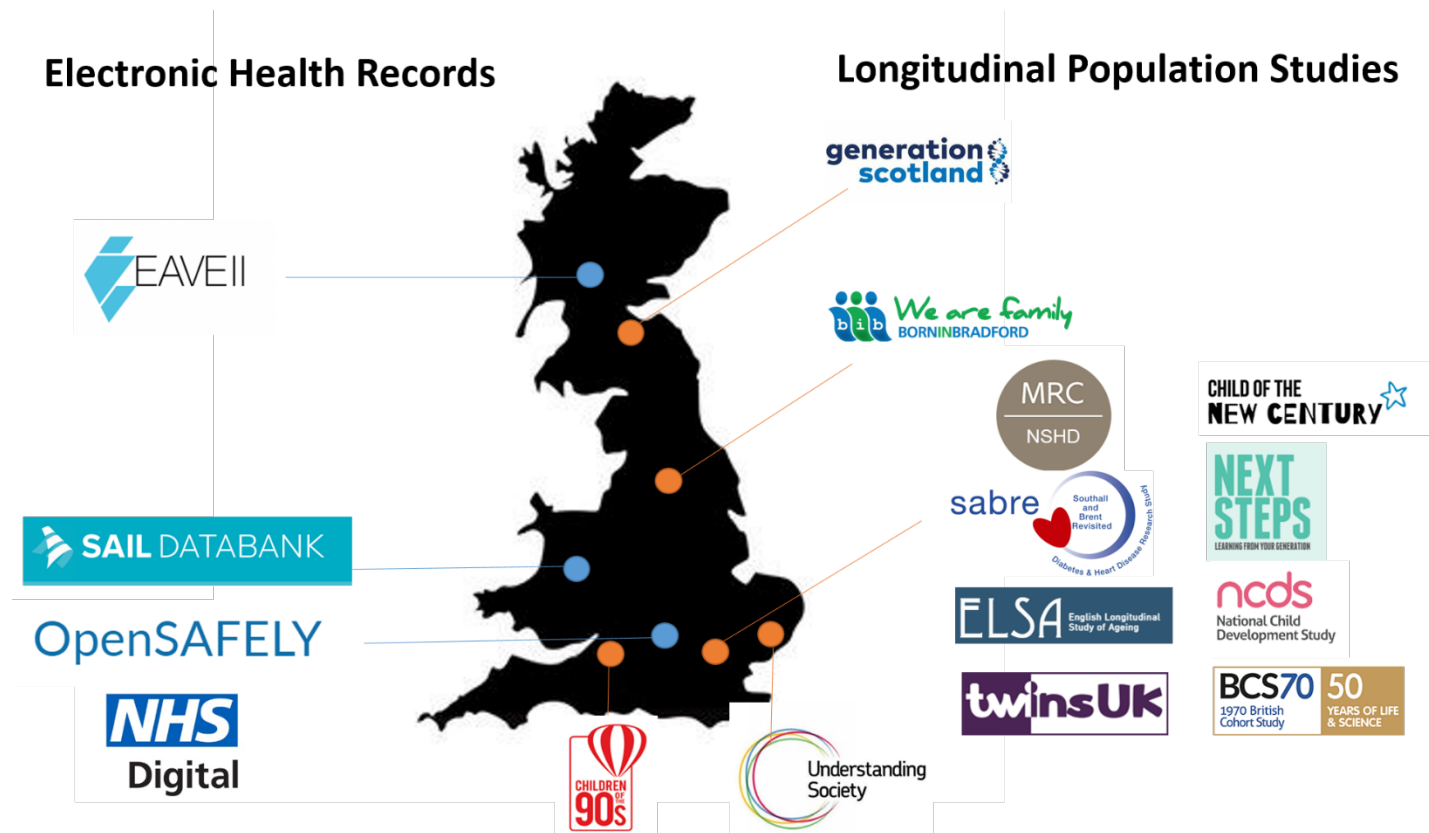 Electronic Health Records
Longitudinal Population Studies
generation
scotland
EAVEII
We are family
bib
BORNINBRADFORD
MRC
NSHD
CHILD OF THE
NEW CENTURY
sabre
Southall
and
Brent
Revisited
Diabetes & Heart Disease Research Study
NEXT
STEPS
LEARNING FROM YOUR GENERATION
SAIL DATABANK
OpenSAFELY
ELSA
English Longitudinal
Study of Ageing
ncds
National Child
Development Study
twinsUK
BCS70
1970 British
Cohort Study
50
YEARS OF LIFE
& SCIENCE
NHS
Digital
CHILDREN
OF THE
90s
Understanding
Society